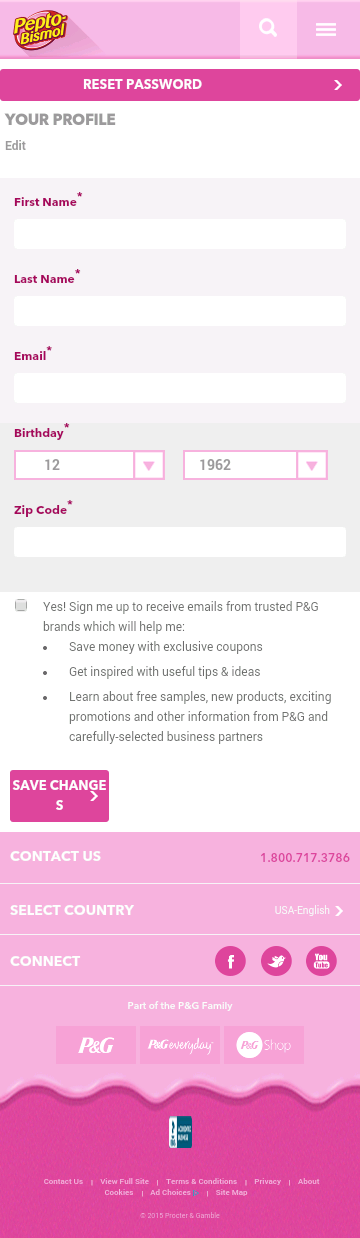 Pepto-
Bismol
RESET PASSWORD
YOUR PROFILE
Edit
First Name*
Last Name*
Email*
Birthday*
12 1962
Zip Code*
Yes! Sign me up to receive emails from trusted P&G
brands which will help me:
• Save money with exclusive coupons
• Get inspired with useful tips & ideas
• Learn about free samples, new products, exciting
promotions and other information from P&G and
carefully-selected business partners
SAVE CHANGE
S
CONTACT US 1.800.717.3786
SELECT COUNTRY USA-English
CONNECT f You Tube
Part of the P&G Family
P&G P&G everyday P&G Shop
Contact Us | View Full Site | Terms & Conditions | Privacy | About
Cookies | Ad Choices | Site Map
© 2015 Procter & Gamble